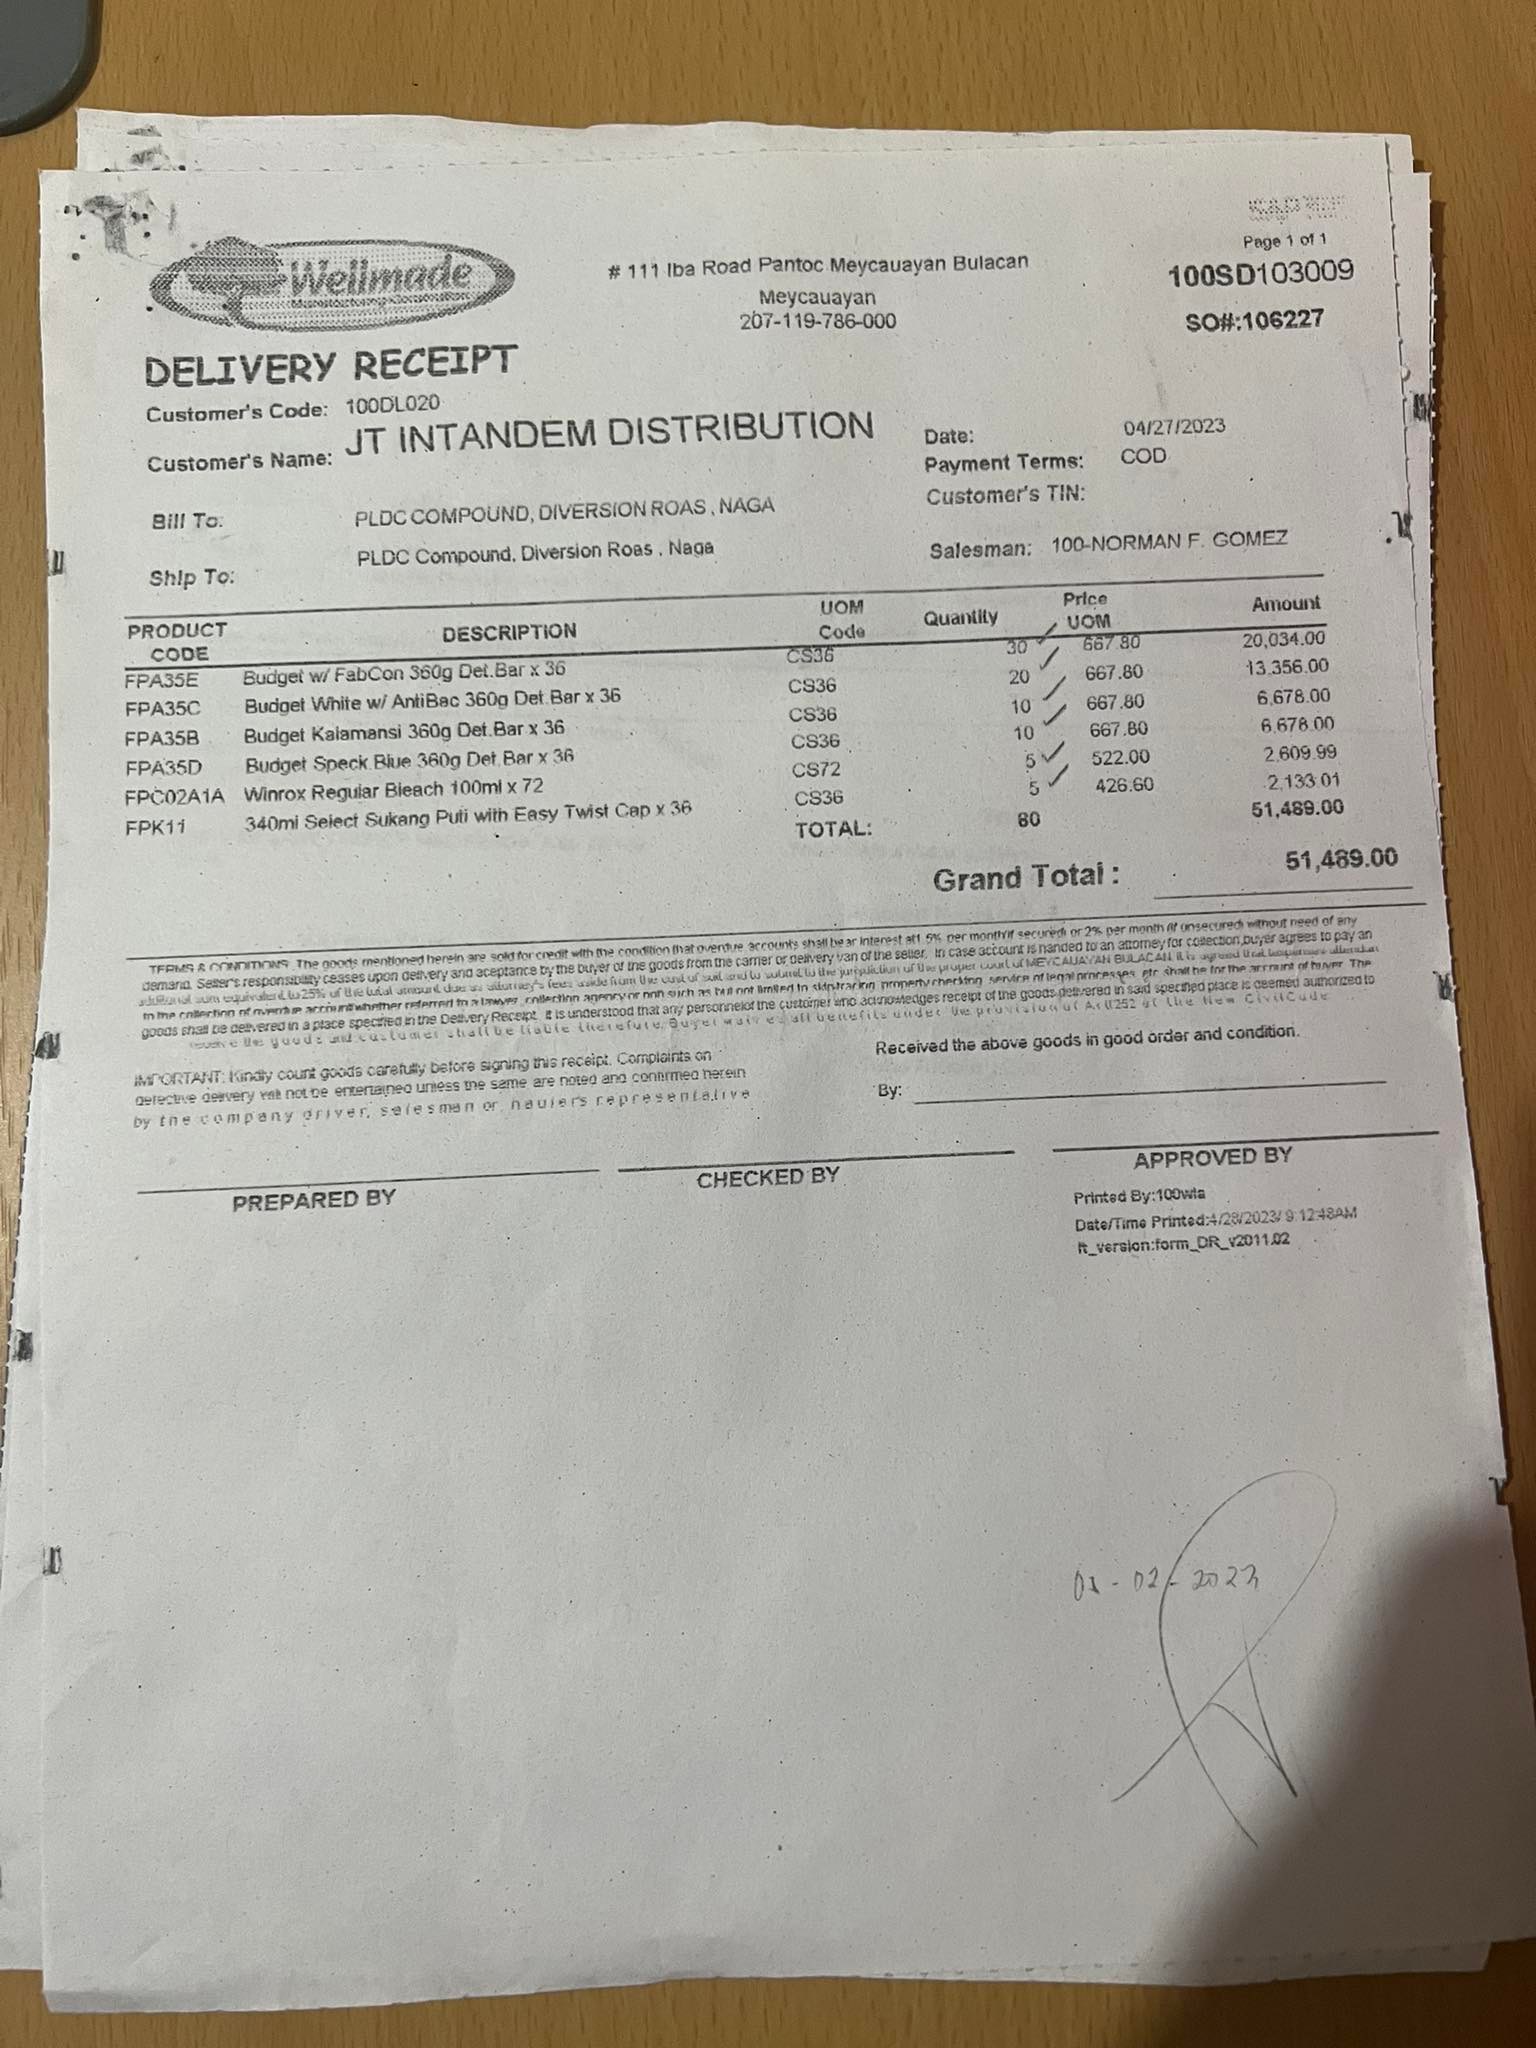 Page 1 of 1
Wellmade
# 111 Iba Road Pantoc Meycauayan Bulacan
100SD103009
Meycauayan
207-119-786-000
SO#:106227
DELIVERY RECEIPT
Customer's Code: 100DL020
Customer's Name: JT INTANDEM DISTRIBUTION
Date: 04/27/2023
Payment Terms: COD
Customer's TIN:
Bill To: PLDC COMPOUND, DIVERSION ROAS , NAGA
Ship To: PLDC Compound, Diversion Roas , Naga
Salesman: 100-NORMAN F. GOMEZ
PRODUCT CODE DESCRIPTION UOM Code Quantity Price UOM Amount
FPA35E Budget w/ FabCon 360g Det.Bar x 36 CS36 30 667.80 20,034.00
FPA35C Budget White w/ AntiBac 360g Det.Bar x 36 CS36 20 667.80 13,356.00
FPA35B Budget Kalamansi 360g Det.Bar x 36 CS36 10 667.80 6,678.00
FPA35D Budget Speck Blue 360g Det.Bar x 36 CS36 10 667.80 6,678.00
FPC02A1A Winrox Regular Bleach 100ml x 72 CS72 5 522.00 2,609.99
FPK11 340ml Select Sukang Puti with Easy Twist Cap x 36 CS36 5 426.60 2,133.01
TOTAL: 80 51,489.00
Grand Total : 51,489.00
TERMS & CONDITIONS: The goods mentioned herein are sold for credit with the condition that overdue accounts shall bear interest at1.5% per month(if secured) or 2% per month (if unsecured) without need of any
demand. Seller's responsibility ceases upon delivery and aceptance by the buyer of the goods from the carrier or delivery van of the seller. In case account is handed to an attorney for collection,buyer agrees to pay an
additional sum equivalent to 25% of the total amount due as attorney's fees aside from the cost of suit and to submit to the jurisdiction of the proper court of MEYCAUAYAN BULACAN. It is agreed that
to the collection of overdue account whether referred to a lawyer, collection agency or not such as but not limited to skip-tracing, property checking, service of legal processes, etc. shall be for the account of buyer. The
goods shall be delivered in a place specified in the Delivery Receipt. It is understood that any personnel of the customer who acknowledges receipt of the goods delivered in said specified place is deemed authorized to
receive the goods and customer shall be liable therefore. Buyer waives all benefits under the provision of Art.1252 of the New CivilCode
IMPORTANT: Kindly count goods carefully before signing this receipt. Complaints on
defective delivery will not be entertained unless the same are noted and confirmed herein
by the company driver, salesman or haulers representative
Received the above goods in good order and condition.
By:
PREPARED BY
CHECKED BY
APPROVED BY
Printed By:100wla
Date/Time Printed:4/28/2023/ 9:12:48AM
ft_version:form_DR_v2011.02